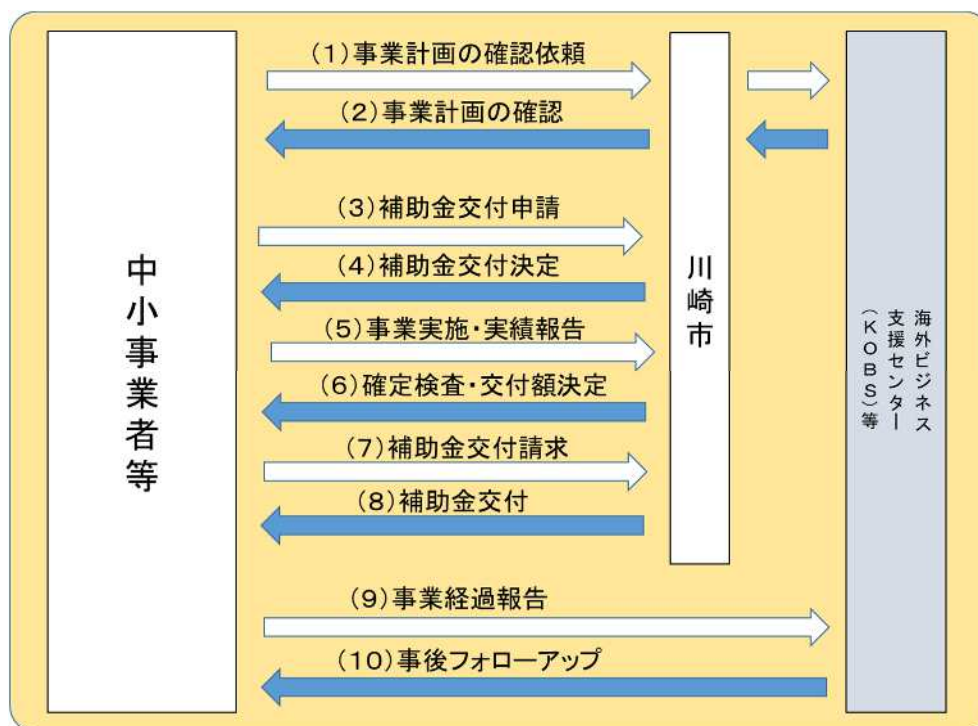 (1)事業計画の確認依頼
(2)事業計画の確認
(3)補助金交付申請
(4)補助金交付決定
(5)事業実施・実績報告
(6)確定検査・交付額決定
(7)補助金交付請求
(8)補助金交付
(9)事業経過報告
(10)事後フォローアップ
中小事業者等
川崎市
海外ビジネス
支援センター
(KOBS)等